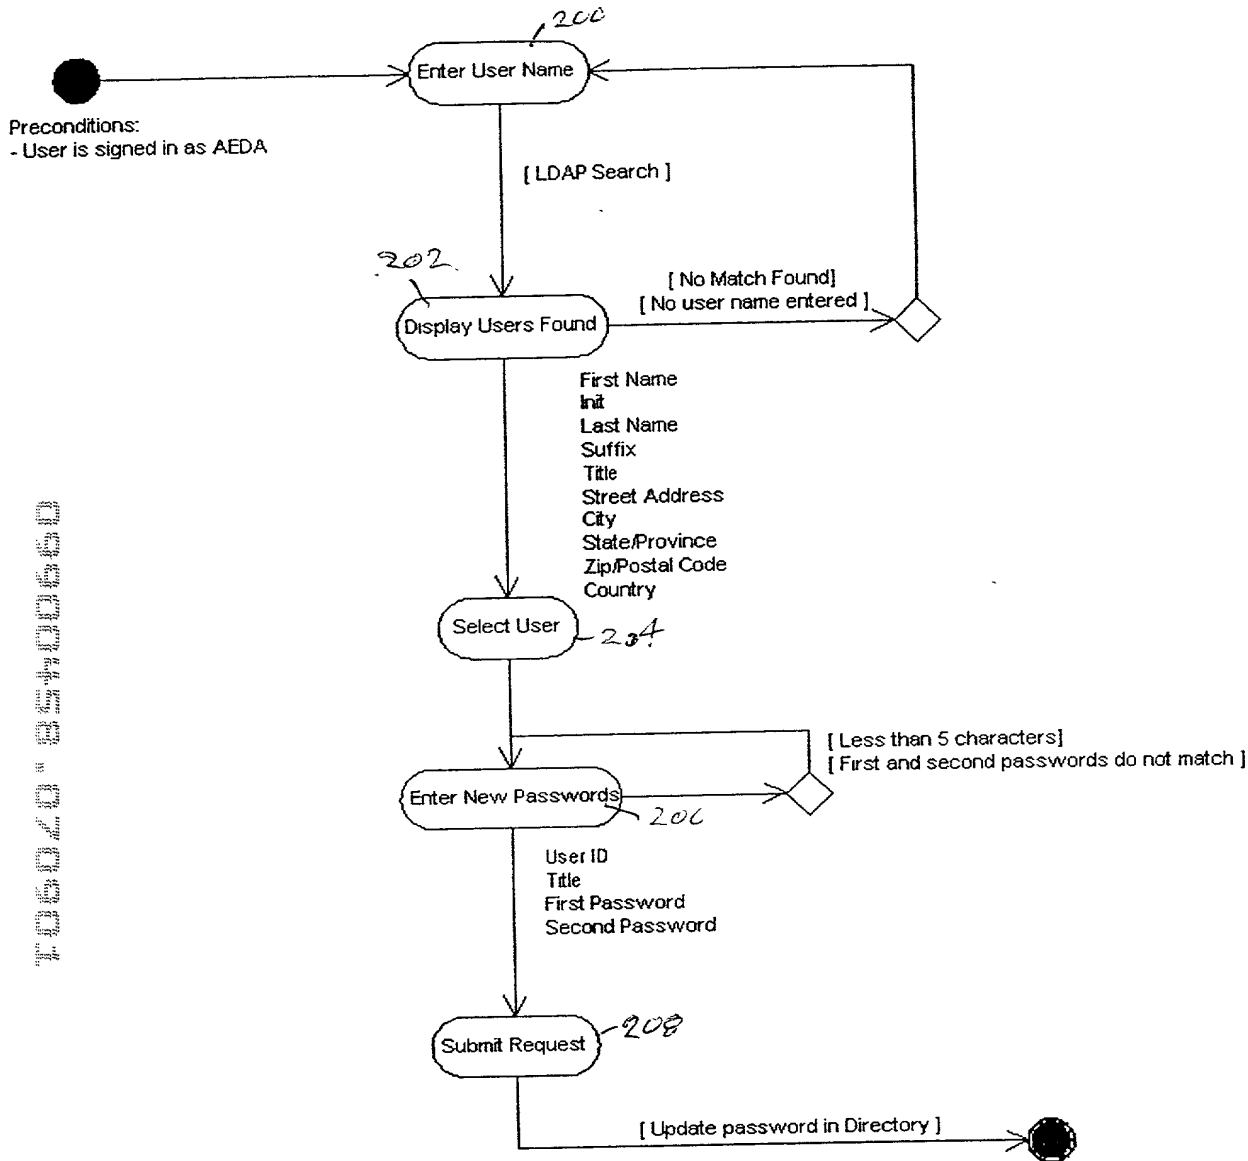 200
Enter User Name
Preconditions:
- User is signed in as AEDA
[ LDAP Search ]
202
[ No Match Found]
[ No user name entered ]
Display Users Found
First Name
Init
Last Name
Suffix
Title
Street Address
City
State/Province
Zip/Postal Code
Country
Select User
204
[ Less than 5 characters]
[ First and second passwords do not match ]
Enter New Passwords
206
User ID
Title
First Password
Second Password
Submit Request
208
[ Update password in Directory ]
09900458.070901